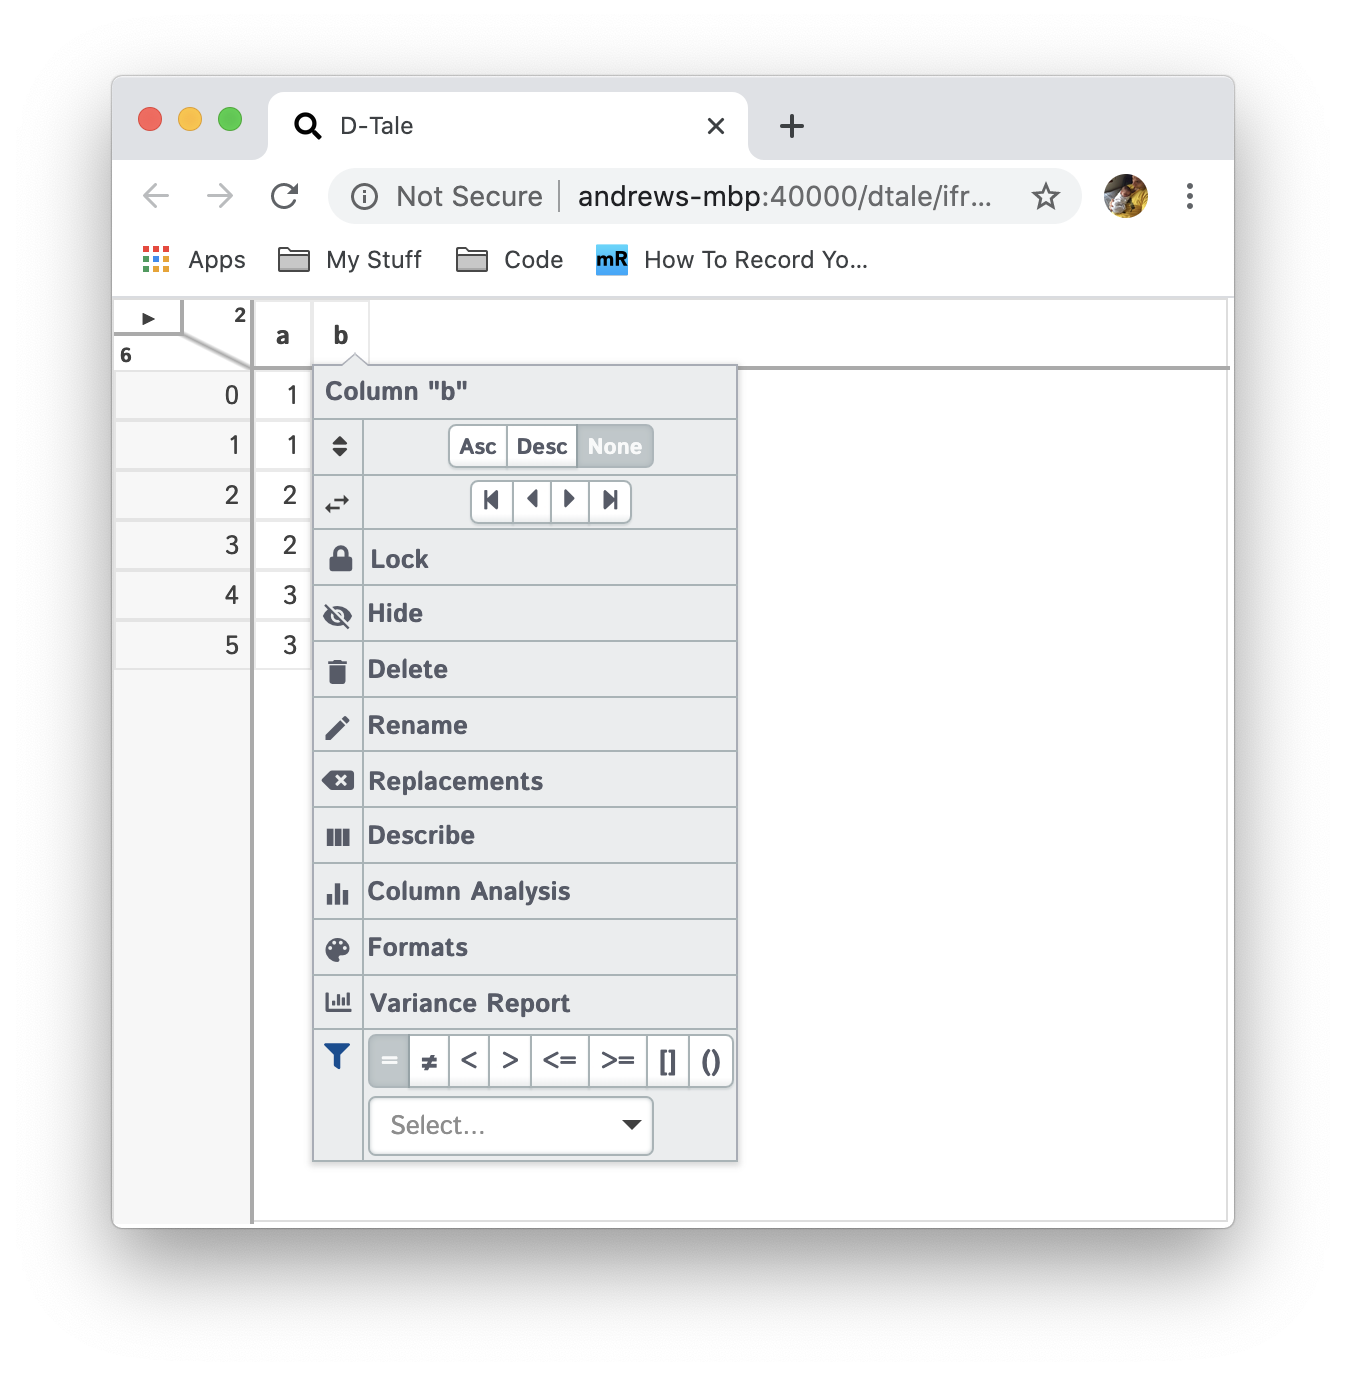 D-Tale
Not Secure andrews-mbp:40000/dtale/ifr...
Apps My Stuff Code mR How To Record Yo...
2
6
a b
0 1
1 1
2 2
3 2
4 3
5 3
Column "b"
Asc Desc None
Lock
Hide
Delete
Rename
Replacements
Describe
Column Analysis
Formats
Variance Report
= ≠ < > <= >= [] ()
Select...